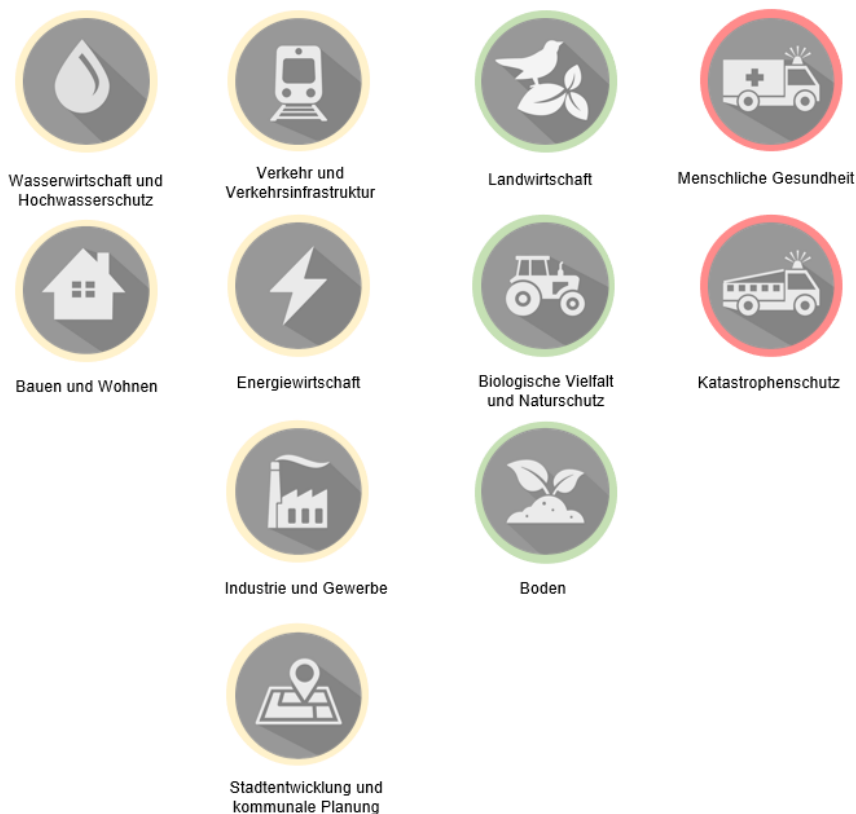 Wasserwirtschaft und
Hochwasserschutz
Verkehr und
Verkehrsinfrastruktur
Landwirtschaft
Menschliche Gesundheit
Bauen und Wohnen
Energiewirtschaft
Biologische Vielfalt
und Naturschutz
Katastrophenschutz
Industrie und Gewerbe
Boden
Stadtentwicklung und
kommunale Planung